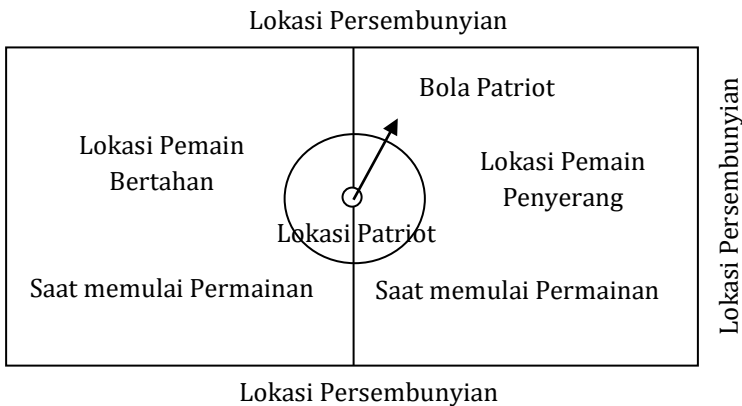 Lokasi Persembunyian
Bola Patriot
Lokasi Pemain
Bertahan
Lokasi Pemain
Penyerang
Lokasi Patriot
Saat memulai Permainan
Saat memulai Permainan
Lokasi Persembunyian
Lokasi Persembunyian